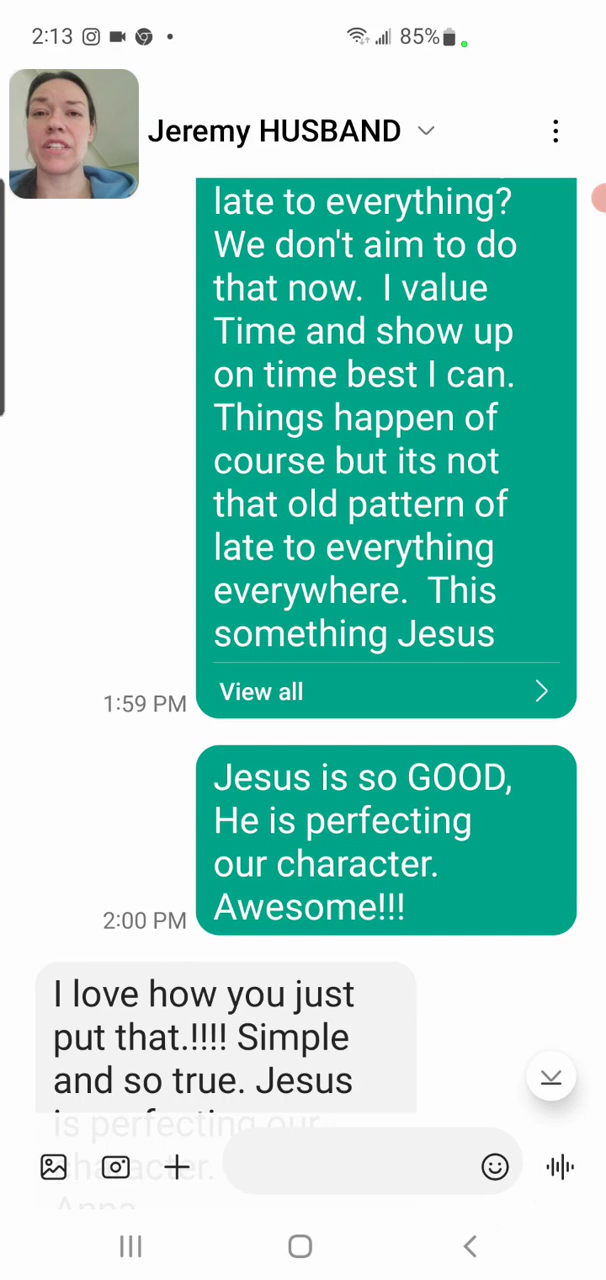 2:13
85%
Jeremy HUSBAND
late to everything?
We don't aim to do
that now.  I value
Time and show up
on time best I can.
Things happen of
course but its not
that old pattern of
late to everything
everywhere.  This
something Jesus
View all
1:59 PM
Jesus is so GOOD,
He is perfecting
our character.
Awesome!!!
2:00 PM
I love how you just
put that.!!!! Simple
and so true. Jesus
is perfecting our
character.
Anna